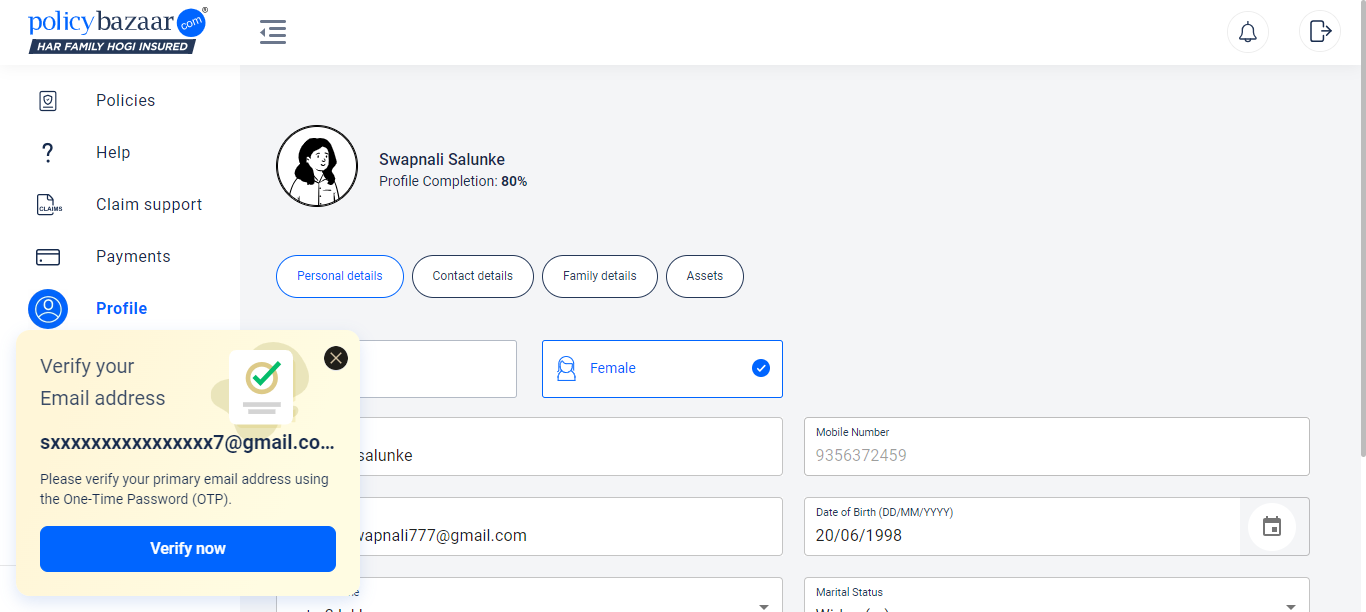 policybazaar.com®
HAR FAMILY HOGI INSURED
Policies
Help
CLAIMS
Claim support
Payments
Profile
Swapnali Salunke
Profile Completion: 80%
Personal details
Contact details
Family details
Assets
Female
salunke
Mobile Number
9356372459
wapnali777@gmail.com
Date of Birth (DD/MM/YYYY)
20/06/1998
Marital Status
Verify your
Email address
sxxxxxxxxxxxxxxxx7@gmail.co...
Please verify your primary email address using
the One-Time Password (OTP).
Verify now